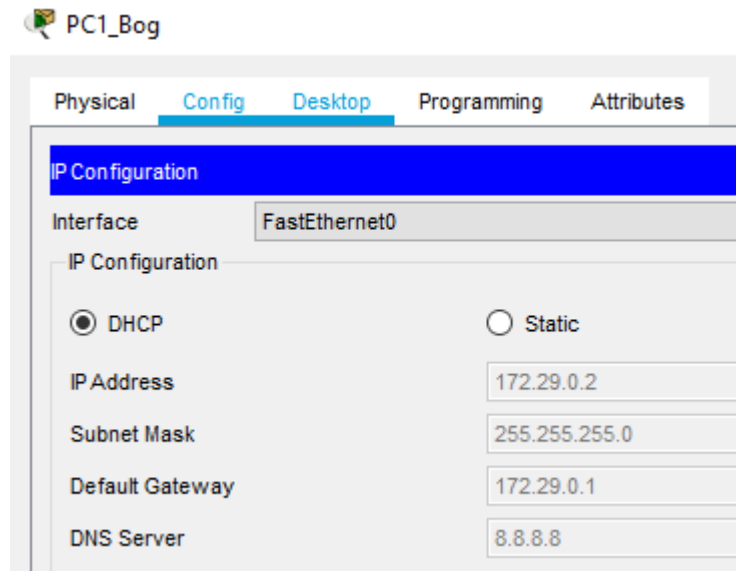 PC1_Bog
Physical Config Desktop Programming Attributes
IP Configuration
Interface FastEthernet0
IP Configuration
DHCP Static
IP Address 172.29.0.2
Subnet Mask 255.255.255.0
Default Gateway 172.29.0.1
DNS Server 8.8.8.8